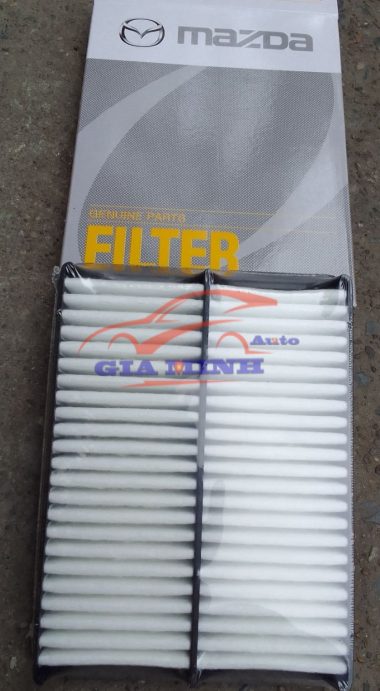 mazda
GENUINE PARTS
FILTER
Auto
GIA MINH